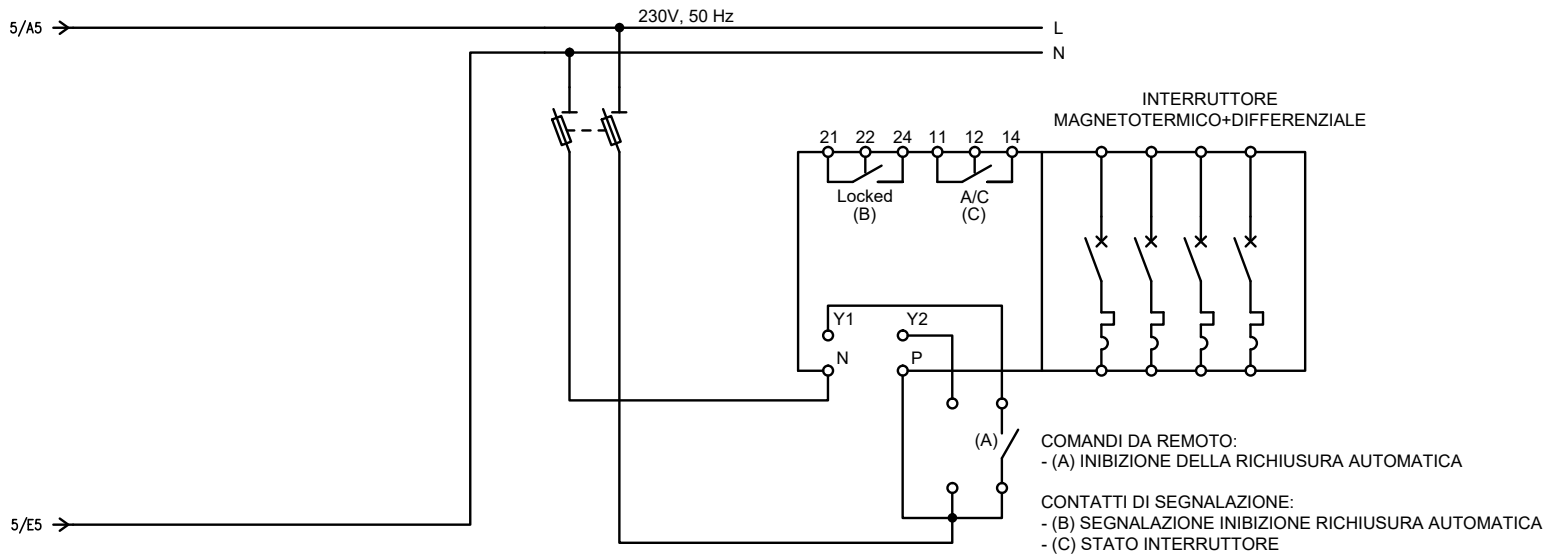 5/A5
230V, 50 Hz
L
N
INTERRUTTORE
MAGNETOTERMICO+DIFFERENZIALE
21 22 24 11 12 14
Locked
(B)
A/C
(C)
Y1 Y2
N P
(A)
COMANDI DA REMOTO:
- (A) INIBIZIONE DELLA RICHIUSURA AUTOMATICA
CONTATTI DI SEGNALAZIONE:
- (B) SEGNALAZIONE INIBIZIONE RICHIUSURA AUTOMATICA
- (C) STATO INTERRUTTORE
5/E5